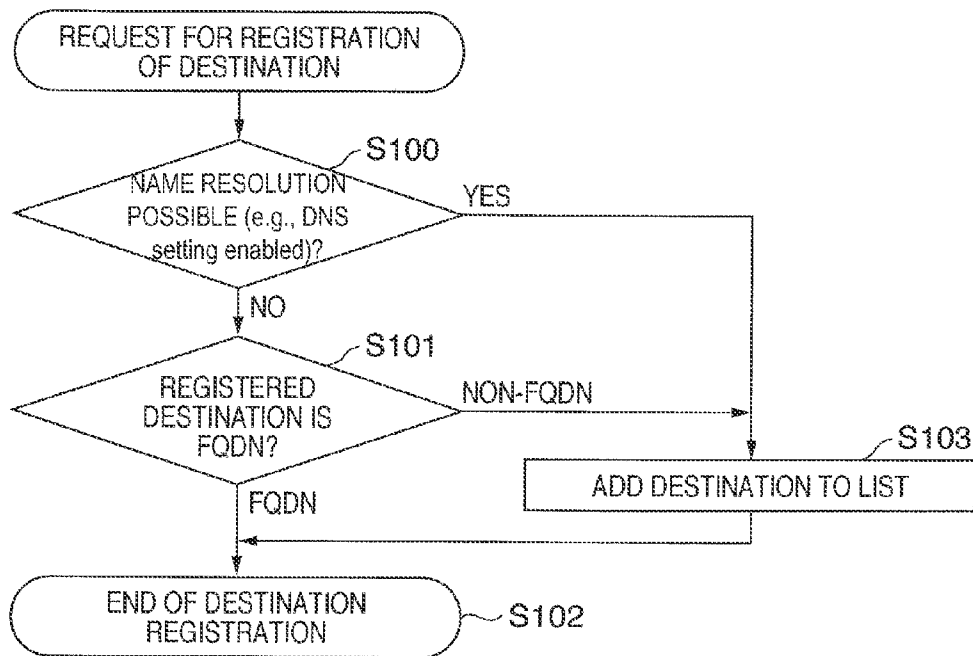 REQUEST FOR REGISTRATION
OF DESTINATION
S100
NAME RESOLUTION
POSSIBLE (e.g., DNS
setting enabled)?
YES
NO
S101
REGISTERED
DESTINATION IS
FQDN?
NON-FQDN
S103
ADD DESTINATION TO LIST
FQDN
END OF DESTINATION
REGISTRATION
S102